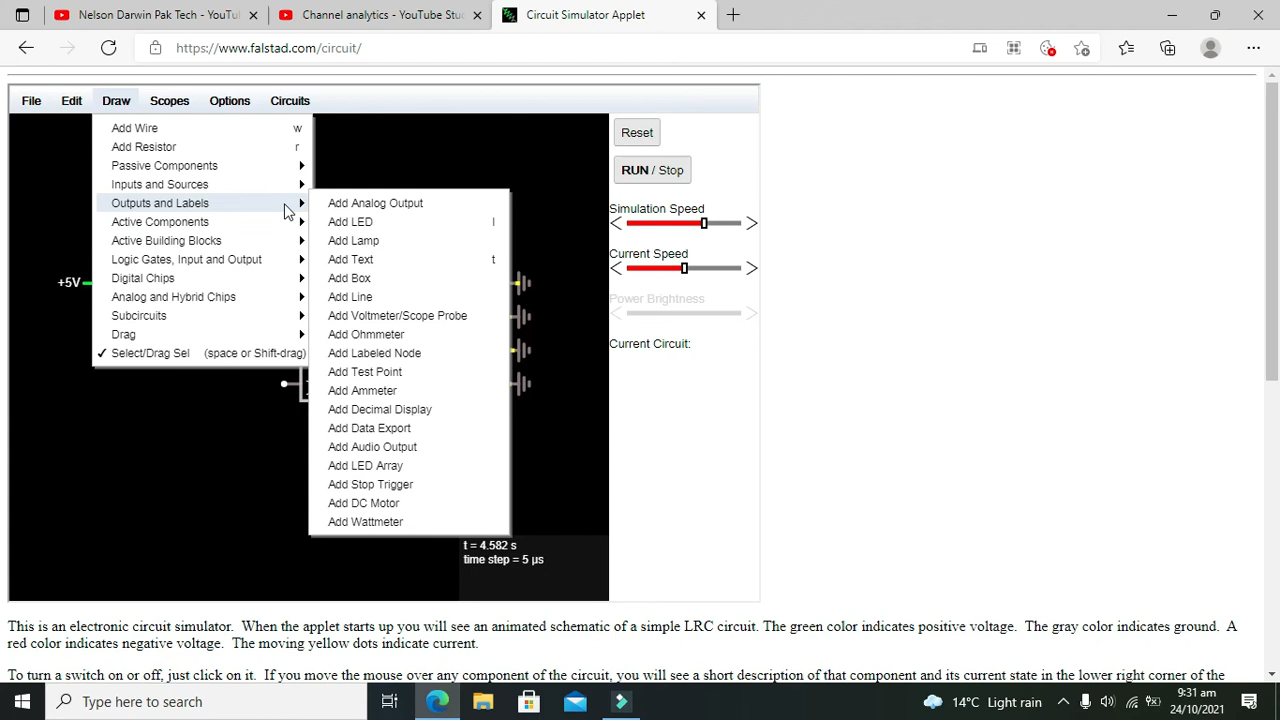 Nelson Darwin Pak Tech - YouTub
Channel analytics - YouTube Stu
Circuit Simulator Applet
https://www.falstad.com/circuit/
File Edit Draw Scopes Options Circuits
Add Wire w
Add Resistor r
Passive Components
Inputs and Sources
Outputs and Labels
Active Components
Active Building Blocks
Logic Gates, Input and Output
Digital Chips
Analog and Hybrid Chips
Subcircuits
Drag
✓ Select/Drag Sel (space or Shift-drag)
Add Analog Output
Add LED l
Add Lamp
Add Text t
Add Box
Add Line
Add Voltmeter/Scope Probe
Add Ohmmeter
Add Labeled Node
Add Test Point
Add Ammeter
Add Decimal Display
Add Data Export
Add Audio Output
Add LED Array
Add Stop Trigger
Add DC Motor
Add Wattmeter
+5V
t = 4.582 s
time step = 5 μs
Reset
RUN / Stop
Simulation Speed
Current Speed
Power Brightness
Current Circuit:
This is an electronic circuit simulator. When the applet starts up you will see an animated schematic of a simple LRC circuit. The green color indicates positive voltage. The gray color indicates ground. A
red color indicates negative voltage. The moving yellow dots indicate current.
To turn a switch on or off, just click on it. If you move the mouse over any component of the circuit, you will see a short description of that component and its current state in the lower right corner of the
Type here to search
14°C Light rain
9:31 am
24/10/2021